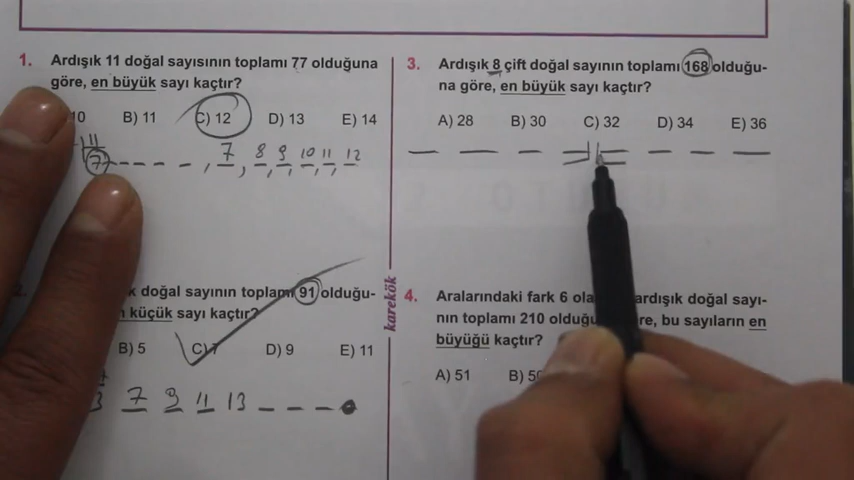 1. Ardışık 11 doğal sayısının toplamı 77 olduğuna
göre, en büyük sayı kaçtır?
10 B) 11 C) 12 D) 13 E) 14
11
7 , 7, 8, 9, 10, 11, 12
doğal sayının toplamı 91 olduğu-
küçük sayı kaçtır?
B) 5 C) 7 D) 9 E) 11
7 9 11 13
karekök
3. Ardışık 8 çift doğal sayının toplamı 168 olduğu-
na göre, en büyük sayı kaçtır?
A) 28 B) 30 C) 32 D) 34 E) 36
4. Aralarındaki fark 6 ardışık doğal sayı-
nın toplamı 210 bu sayıların en
büyüğü kaçtır?
A) 51 B)